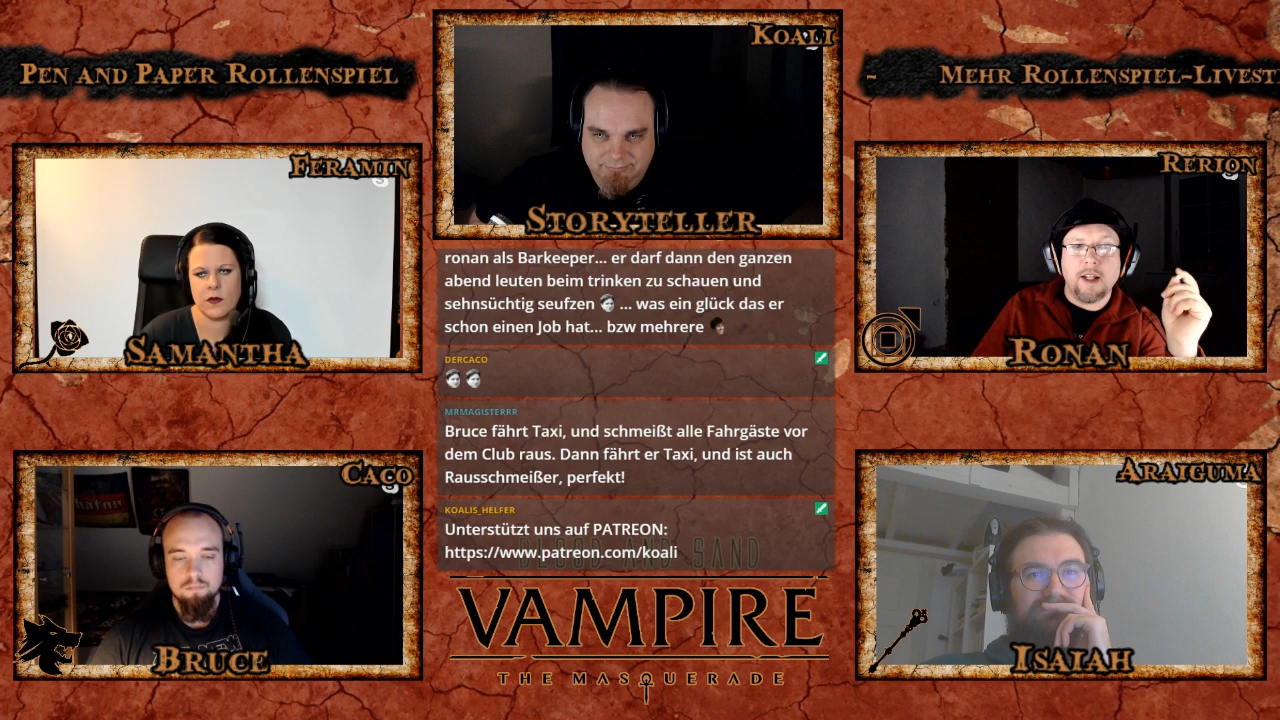 KOALI
PEN AND PAPER ROLLENSPIEL
-
MEHR ROLLENSPIEL-LIVEST
FERAMIN
RERION
STORYTELLER
ronan als Barkeeper... er darf dann den ganzen
abend leuten beim trinken zu schauen und
sehnsüchtig seufzen ... was ein glück das er
schon einen Job hat... bzw mehrere
SAMANTHA
RONAN
DERCACO
MRMAGISTERRR
Bruce fährt Taxi, und schmeißt alle Fahrgäste vor
dem Club raus. Dann fährt er Taxi, und ist auch
Rausschmeißer, perfekt!
CACO
ARAIGUMA
KOALIS_HELFER
Unterstützt uns auf PATREON:
https://www.patreon.com/koali
BLOOD AND SAND
VAMPIRE
THE MASQUERADE
BRUCE
ISAIAH